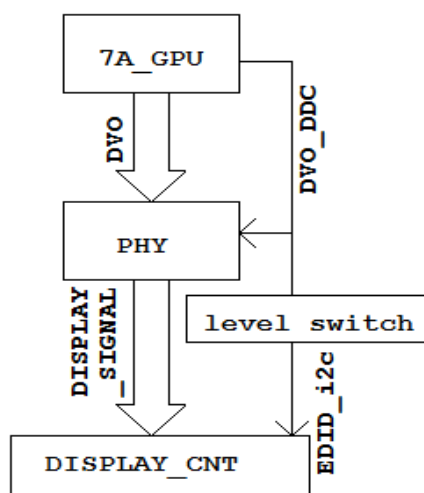 7A_GPU
DVO
DVO_DDC
PHY
DISPLAY
_SIGNAL
level switch
EDID_i2c
DISPLAY_CNT